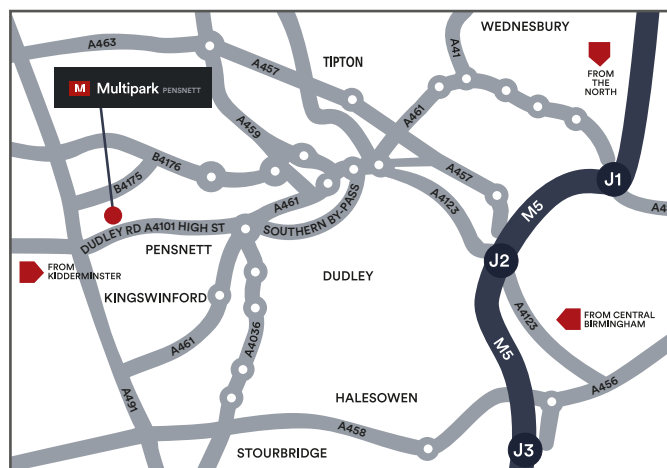 WEDNESBURY
A463
A41
TIPTON
A457
FROM
THE
NORTH
M Multipark PENSNETT
A461
A459
B4176
A457
J1
B4175
A461
M5
A4123
SOUTHERN BY-PASS
DUDLEY RD A4101 HIGH ST
PENSNETT
J2
FROM
KIDDERMINSTER
DUDLEY
KINGSWINFORD
A4123
FROM CENTRAL
BIRMINGHAM
A4036
A461
M5
A456
A491
HALESOWEN
A458
STOURBRIDGE
J3